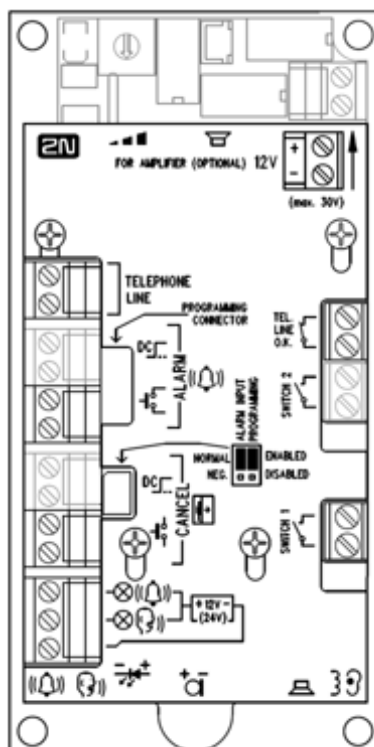 2N
FOR AMPLIFIER (OPTIONAL) 12V
+
-
(max. 30V)
TELEPHONE
LINE
PROGRAMMING
CONNECTOR
TEL.
LINE
O.K.
DC
ALARM
SWITCH 2
ALARM INPUT
PROGRAMMING
NORMAL
ENABLED
NEG.
DISABLED
DC
CANCEL
SWITCH 1
+ 12V -
(24V)
- +
+ -